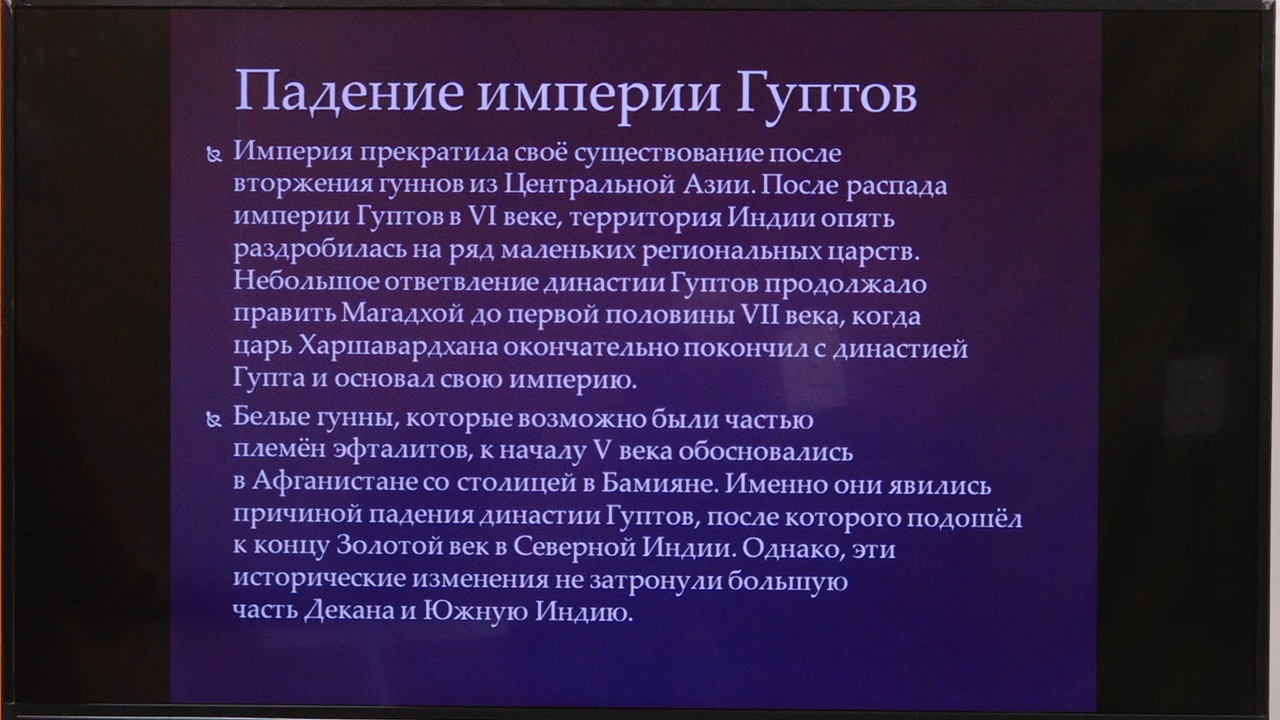 Падение империи Гуптов
Империя прекратила своё существование после
вторжения гуннов из Центральной Азии. После распада
империи Гуптов в VI веке, территория Индии опять
раздробилась на ряд маленьких региональных царств.
Небольшое ответвление династии Гуптов продолжало
править Магадхой до первой половины VII века, когда
царь Харшавардхана окончательно покончил с династией
Гупта и основал свою империю.
Белые гунны, которые возможно были частью
племён эфталитов, к началу V века обосновались
в Афганистане со столицей в Бамияне. Именно они явились
причиной падения династии Гуптов, после которого подошёл
к концу Золотой век в Северной Индии. Однако, эти
исторические изменения не затронули большую
часть Декана и Южную Индию.